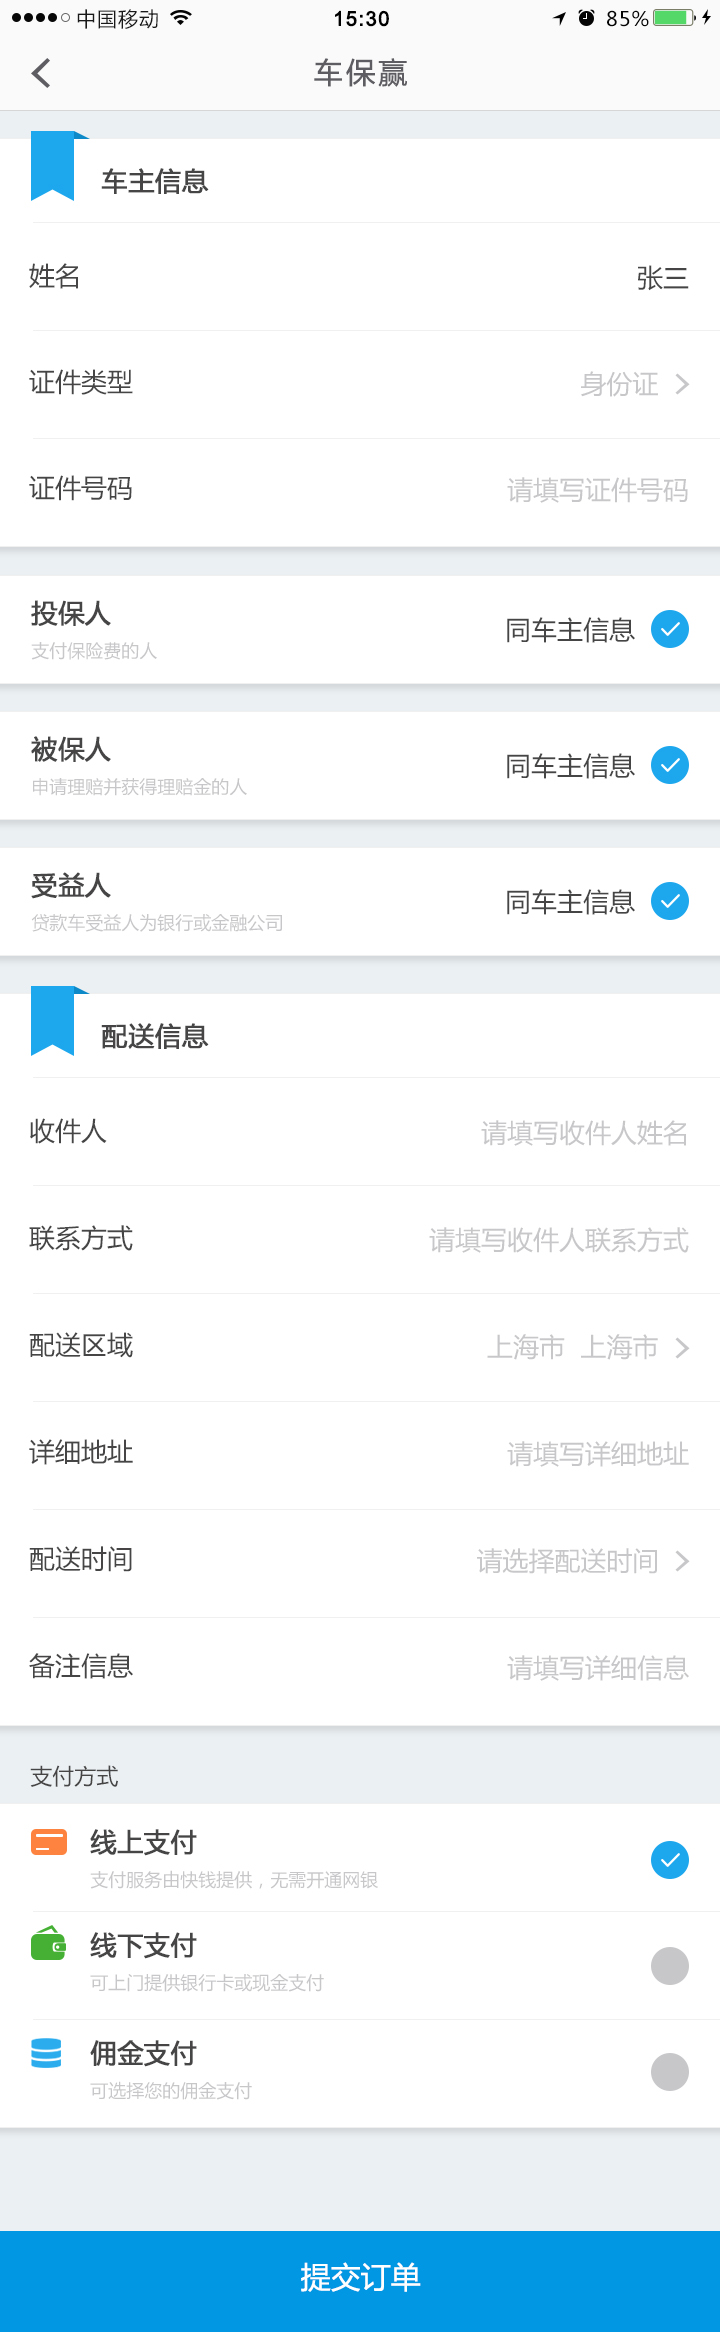 中国移动 15:30 85%
车保赢
车主信息
姓名 张三
证件类型 身份证
证件号码 请填写证件号码
投保人
支付保险费的人
同车主信息
被保人
申请理赔并获得理赔金的人
同车主信息
受益人
贷款车受益人为银行或金融公司
同车主信息
配送信息
收件人 请填写收件人姓名
联系方式 请填写收件人联系方式
配送区域 上海市 上海市
详细地址 请填写详细地址
配送时间 请选择配送时间
备注信息 请填写详细信息
支付方式
线上支付
支付服务由快钱提供，无需开通网银
线下支付
可上门提供银行卡或现金支付
佣金支付
可选择您的佣金支付
提交订单